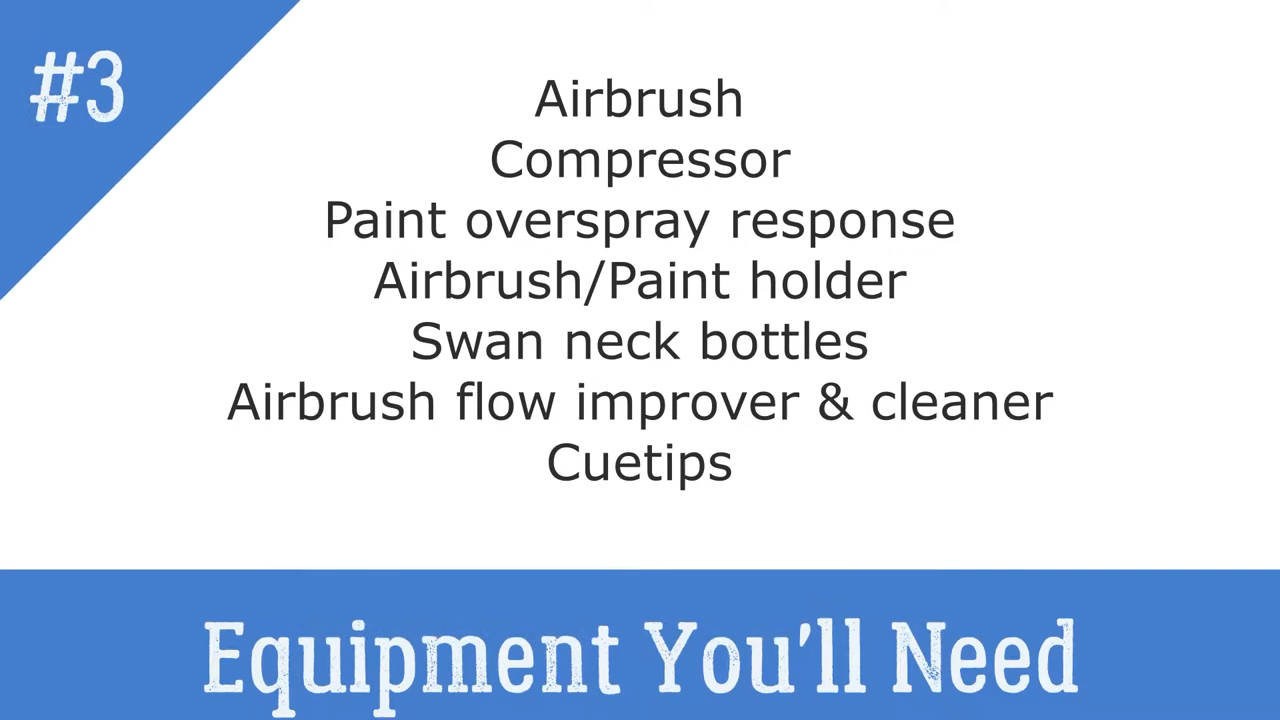 #3
Airbrush
Compressor
Paint overspray response
Airbrush/Paint holder
Swan neck bottles
Airbrush flow improver & cleaner
Cuetips
Equipment You'll Need